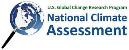 U.S. Global Change Research Program
National Climate
Assessment